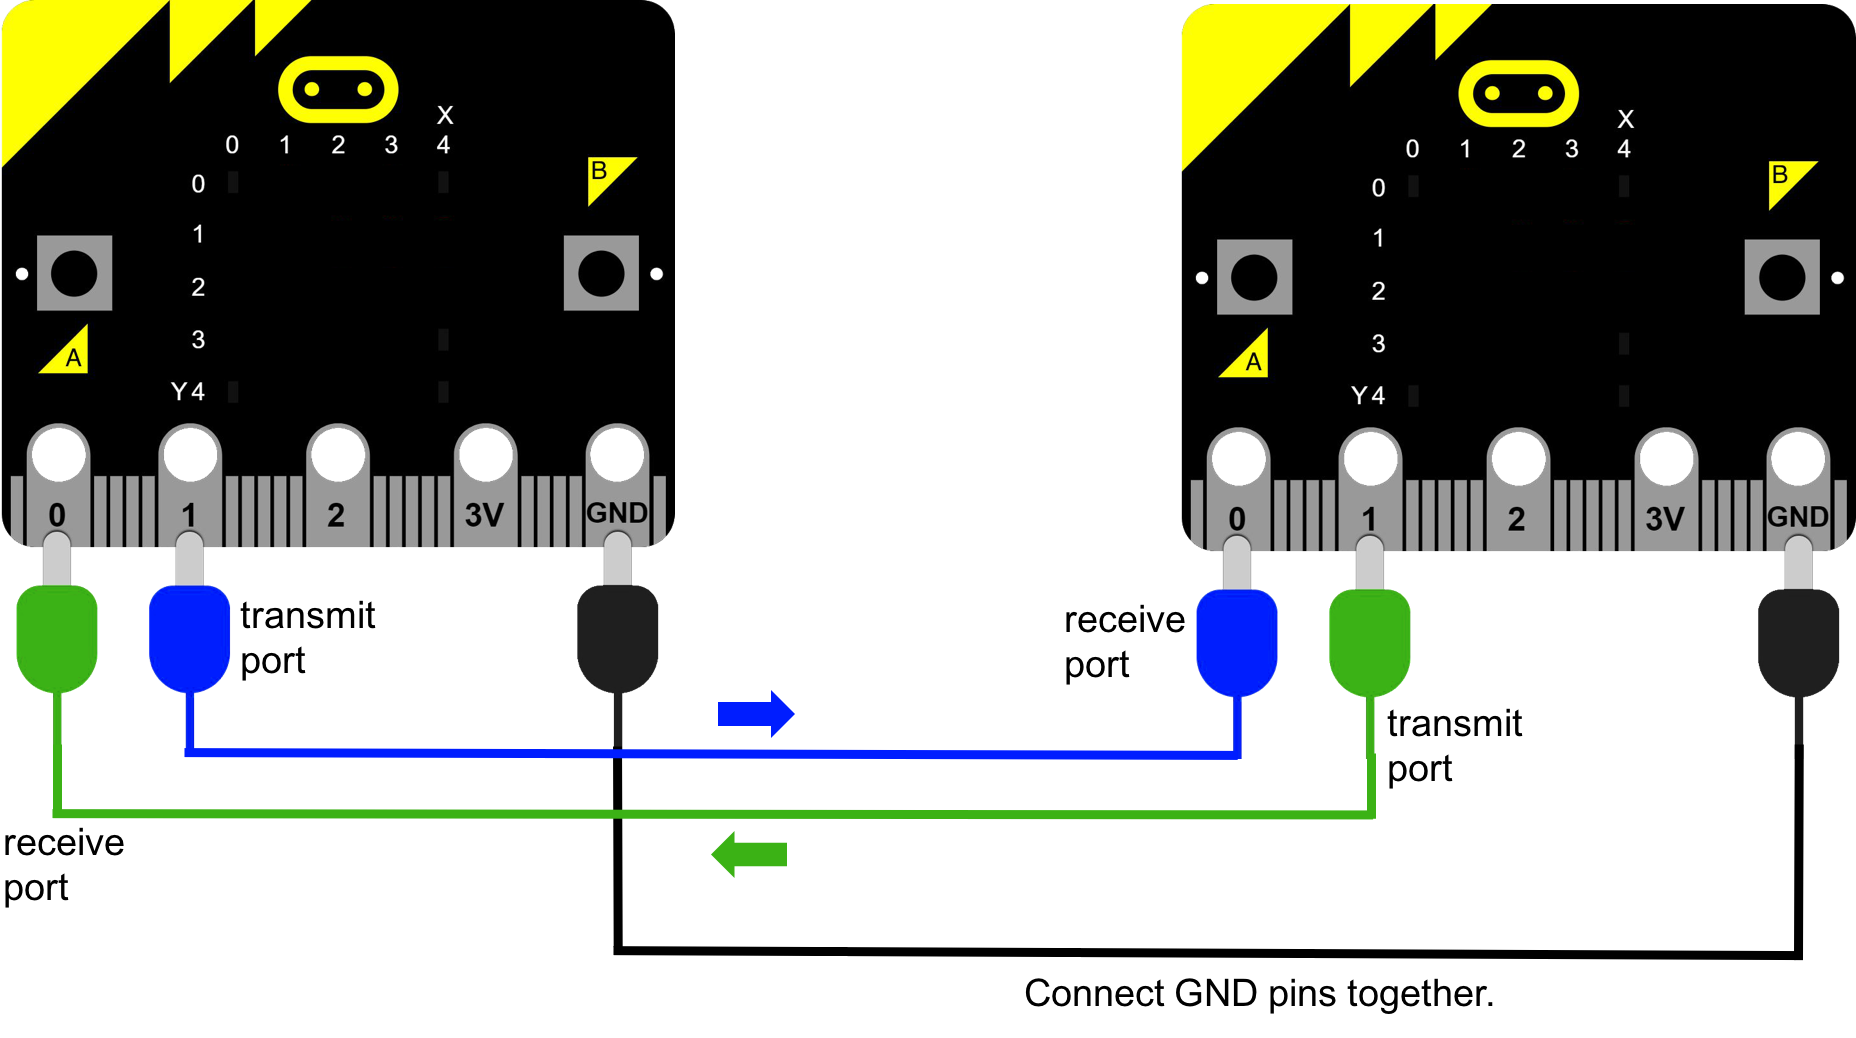 X
0 1 2 3 4
0
B
1
2
3
A
Y 4
0 1 2 3V GND
X
0 1 2 3 4
0
B
1
2
3
A
Y 4
0 1 2 3V GND
transmit
port
receive
port
transmit
port
receive
port
Connect GND pins together.